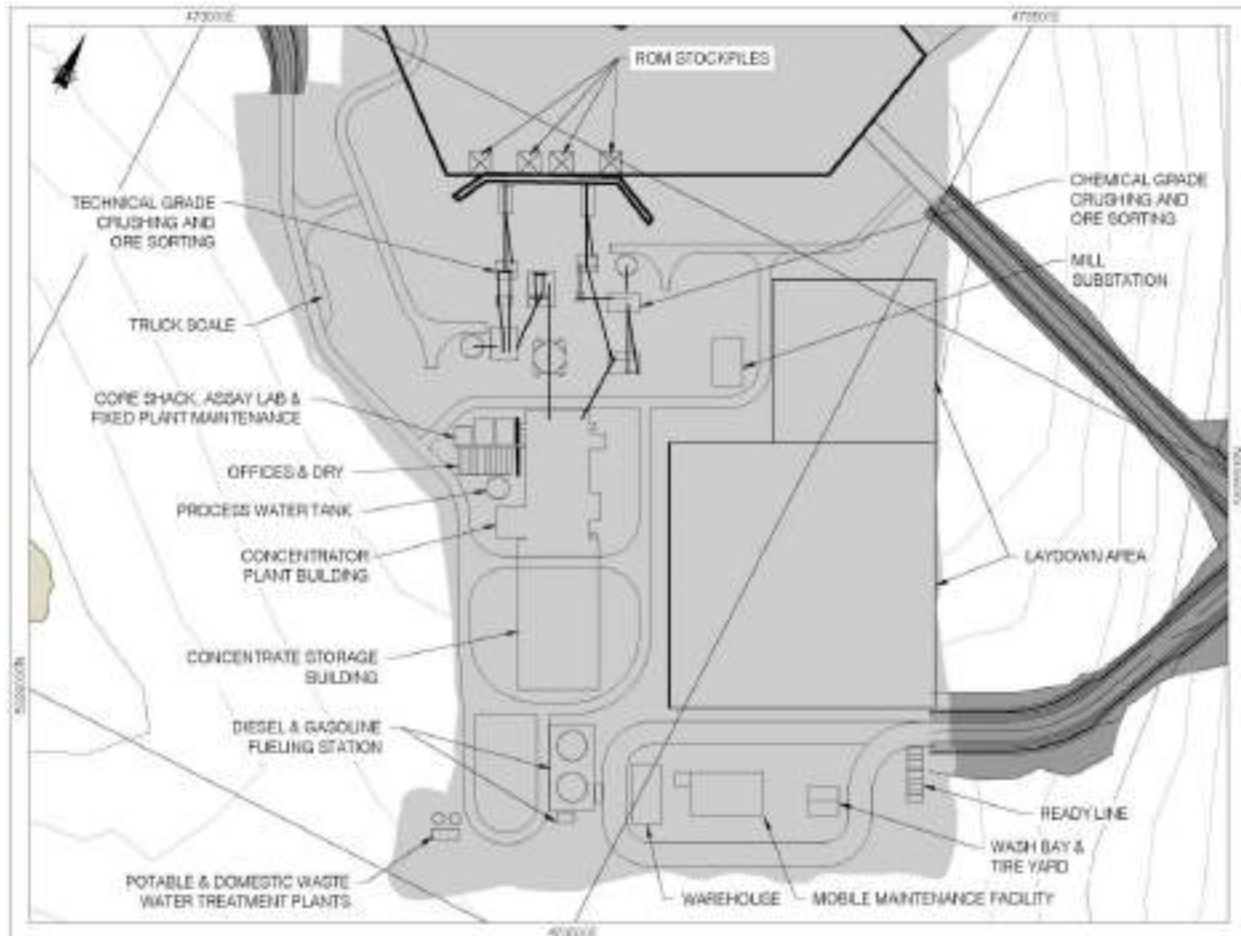 ROM STOCKPILES
TECHNICAL GRADE
CRUSHING AND
ORE SORTING
CHEMICAL GRADE
CRUSHING AND
ORE SORTING
MILL
SUBSTATION
TRUCK SCALE
CORE SHACK, ASSAY LAB &
FIXED PLANT MAINTENANCE
OFFICES & DRY
PROCESS WATER TANK
CONCENTRATOR
PLANT BUILDING
LAYDOWN AREA
CONCENTRATE STORAGE
BUILDING
DIESEL & GASOLINE
FUELING STATION
READY LINE
WASH BAY &
TIRE YARD
POTABLE & DOMESTIC WASTE
WATER TREATMENT PLANTS
WAREHOUSE
MOBILE MAINTENANCE FACILITY